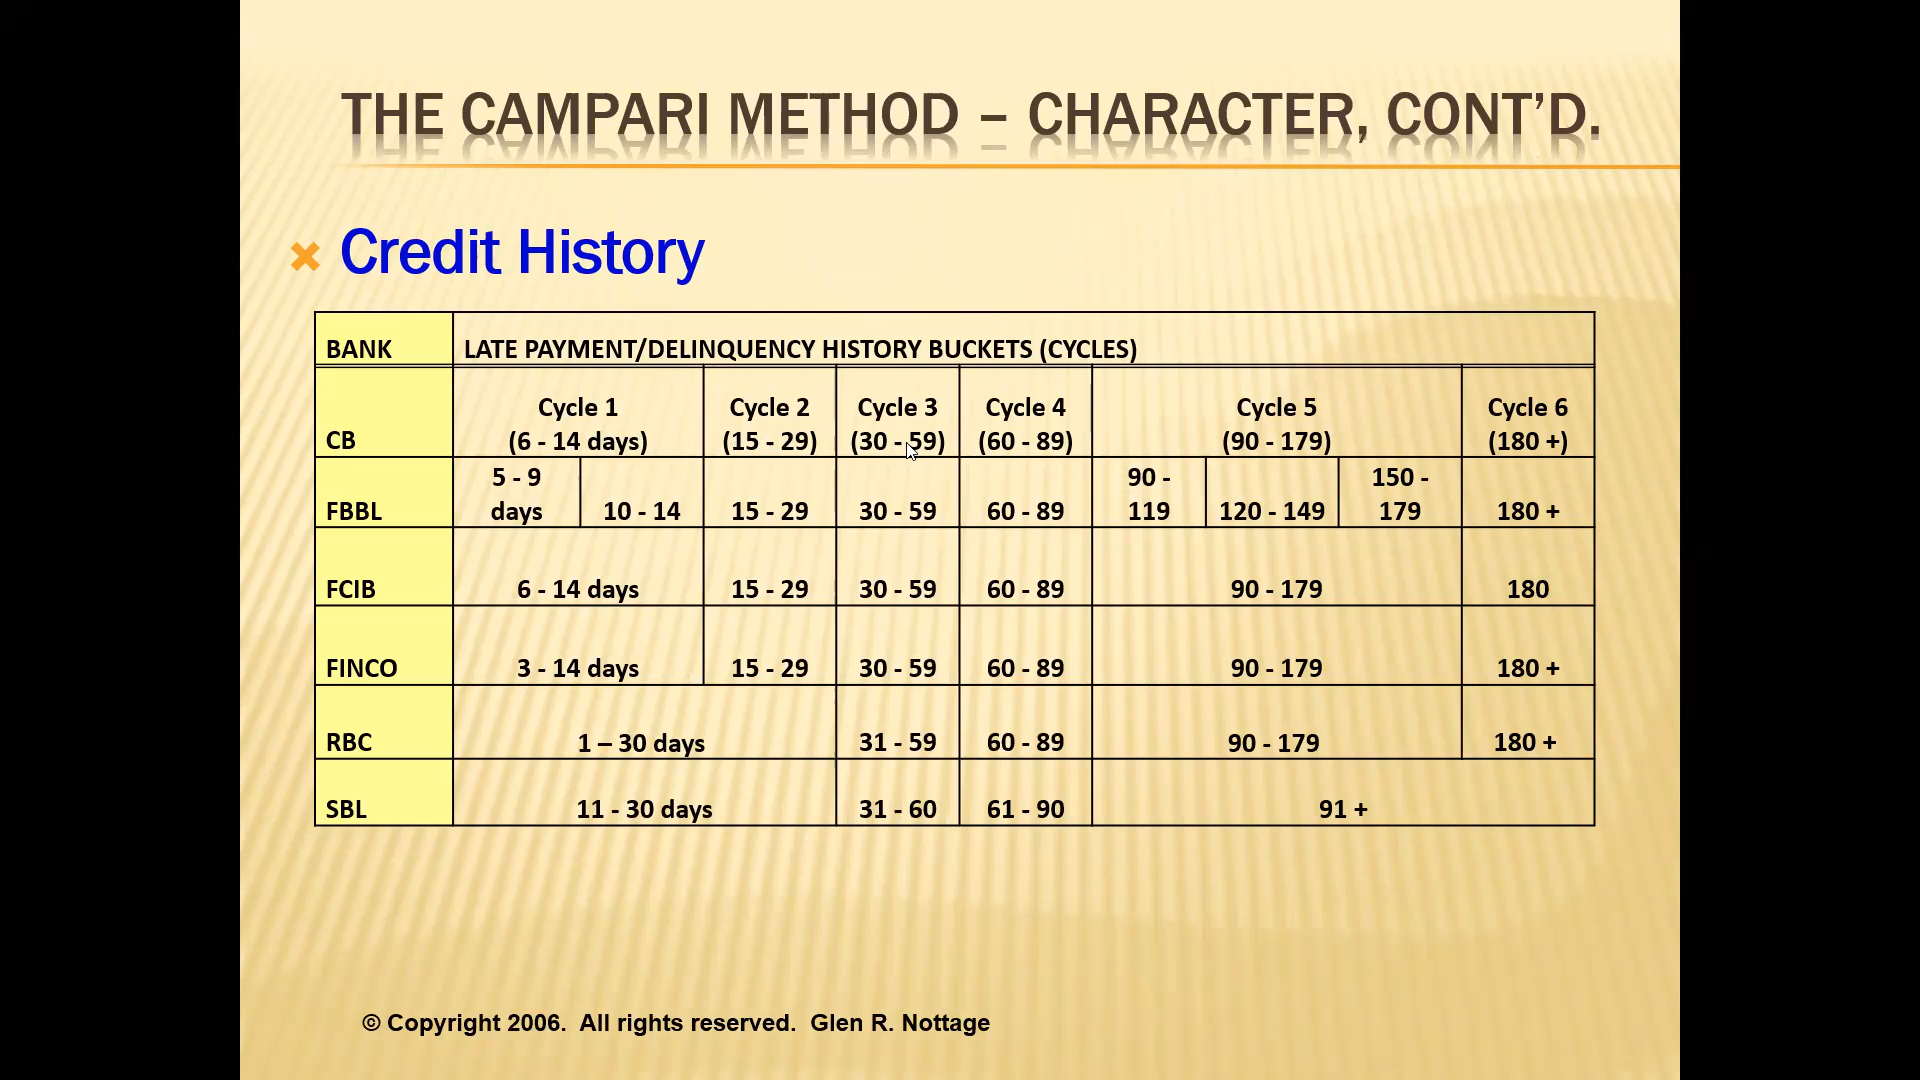 THE CAMPARI METHOD – CHARACTER, CONT'D.
Credit History
BANK LATE PAYMENT/DELINQUENCY HISTORY BUCKETS (CYCLES)
Cycle 1 Cycle 2 Cycle 3 Cycle 4 Cycle 5 Cycle 6
CB (6 - 14 days) (15 - 29) (30 - 59) (60 - 89) (90 - 179) (180 +)
5 - 9 90 - 150 -
FBBL days 10 - 14 15 - 29 30 - 59 60 - 89 119 120 - 149 179 180 +
FCIB 6 - 14 days 15 - 29 30 - 59 60 - 89 90 - 179 180
FINCO 3 - 14 days 15 - 29 30 - 59 60 - 89 90 - 179 180 +
RBC 1 – 30 days 31 - 59 60 - 89 90 - 179 180 +
SBL 11 - 30 days 31 - 60 61 - 90 91 +
© Copyright 2006. All rights reserved. Glen R. Nottage